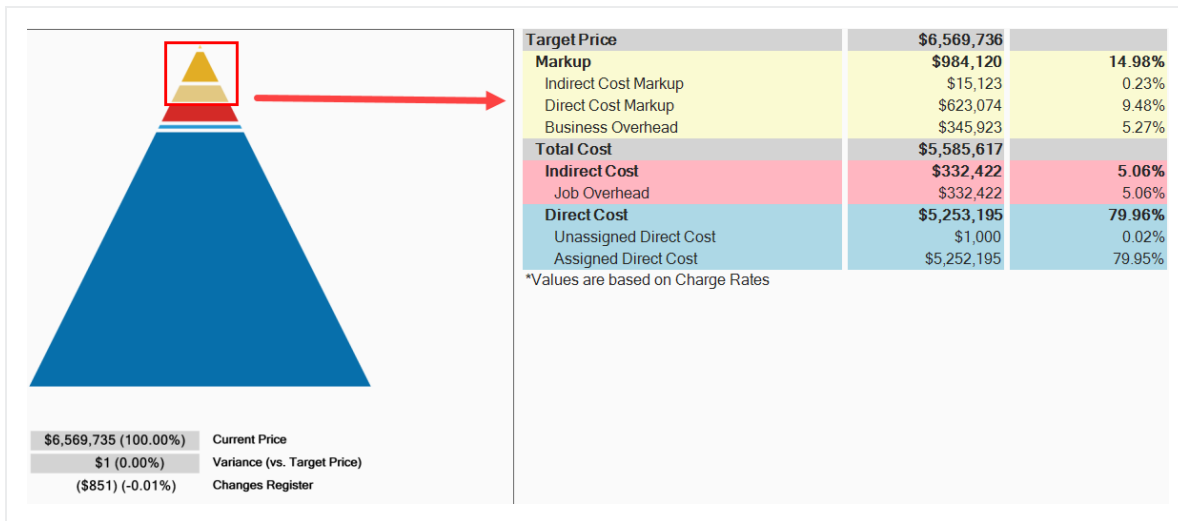 Target Price $6,569,736
Markup $984,120 14.98%
Indirect Cost Markup $15,123 0.23%
Direct Cost Markup $623,074 9.48%
Business Overhead $345,923 5.27%
Total Cost $5,585,617
Indirect Cost $332,422 5.06%
Job Overhead $332,422 5.06%
Direct Cost $5,253,195 79.96%
Unassigned Direct Cost $1,000 0.02%
Assigned Direct Cost $5,252,195 79.95%
*Values are based on Charge Rates
$6,569,735 (100.00%) Current Price
$1 (0.00%) Variance (vs. Target Price)
($851) (-0.01%) Changes Register